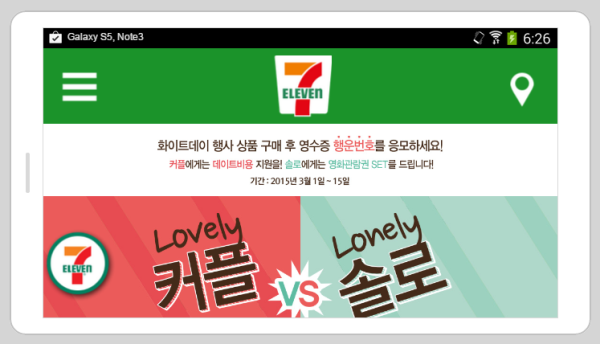 Galaxy S5, Note3
6:26
7
ELEVEN
화이트데이 행사 상품 구매 후 영수증 행운번호를 응모하세요!
커플에게는 데이트비용 지원을! 솔로에게는 영화관람권 SET를 드립니다!
기간 : 2015년 3월 1일 ~ 15일
Lovely
커플
VS
Lonely
솔로
7
ELEVEN